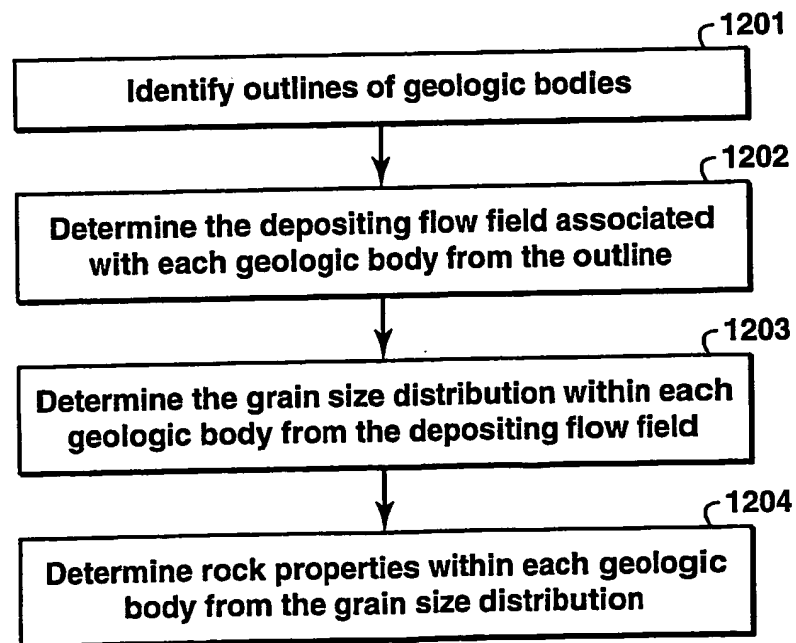 1201
Identify outlines of geologic bodies
1202
Determine the depositing flow field associated
with each geologic body from the outline
1203
Determine the grain size distribution within each
geologic body from the depositing flow field
1204
Determine rock properties within each geologic
body from the grain size distribution